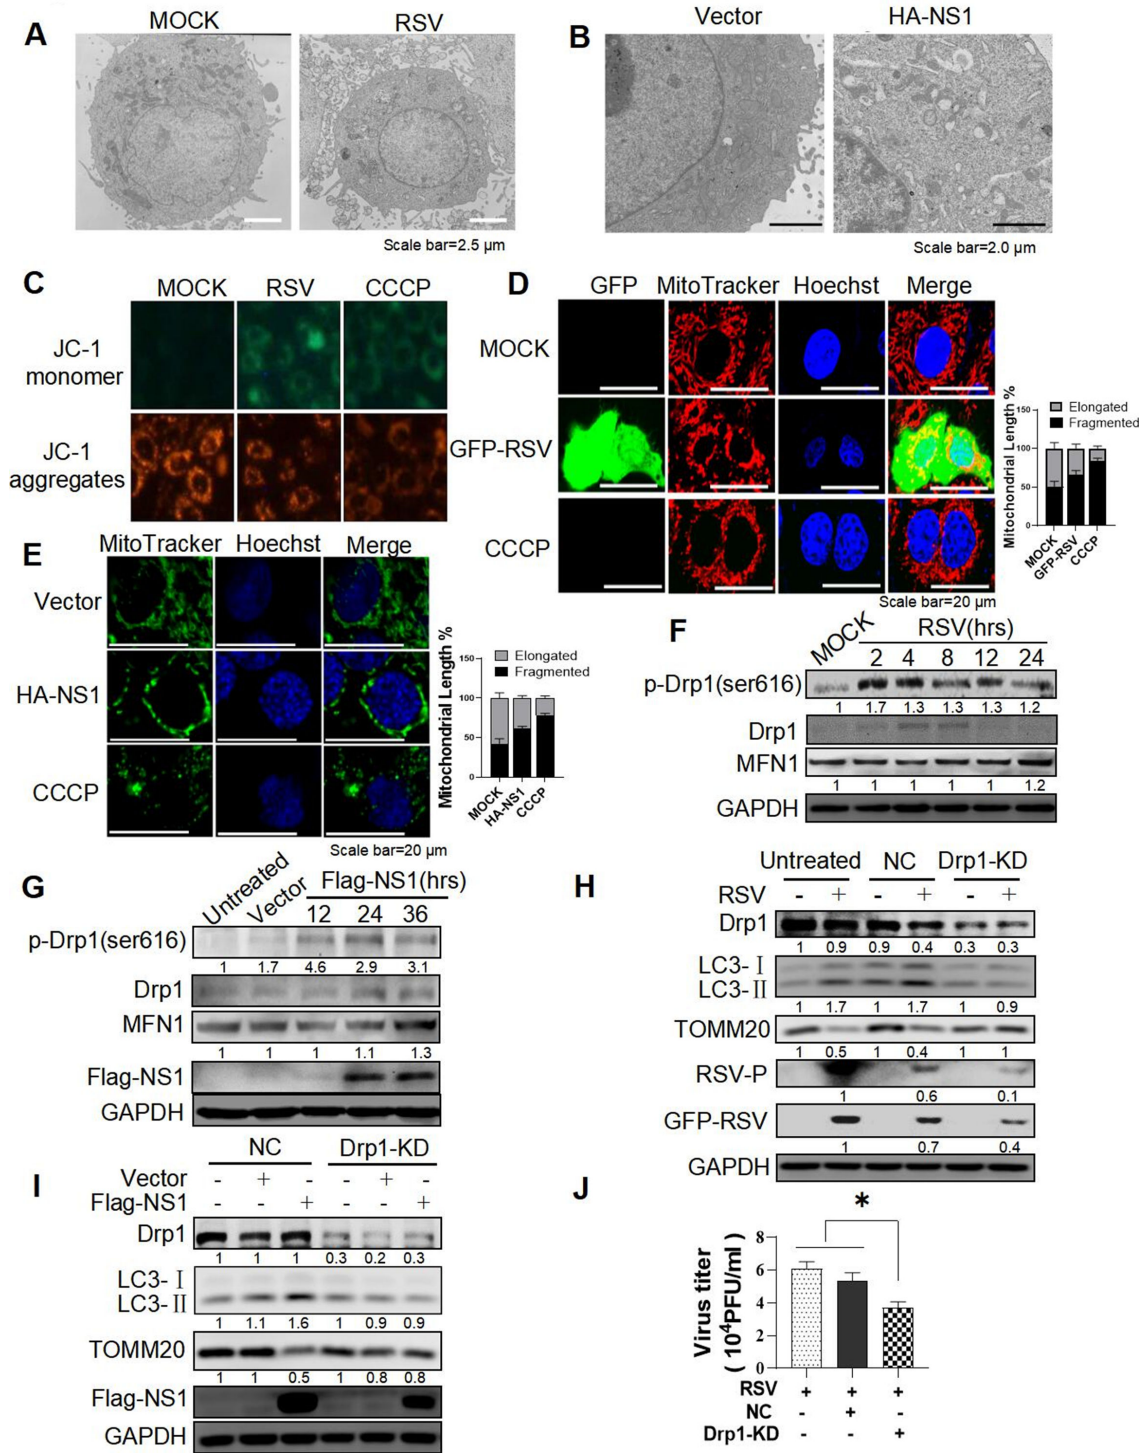 A
MOCK
RSV
Scale bar=2.5 μm
B
Vector
HA-NS1
Scale bar=2.0 μm
C
MOCK
RSV
CCCP
JC-1
monomer
JC-1
aggregates
D
GFP
MitoTracker
Hoechst
Merge
MOCK
GFP-RSV
CCCP
Scale bar=20 μm
Mitochondrial Length %
150
100
50
0
Elongated
Fragmented
MOCK
GFP-RSV
CCCP
E
MitoTracker
Hoechst
Merge
Vector
HA-NS1
CCCP
Scale bar=20 μm
Mitochondrial Length %
150
100
50
0
Elongated
Fragmented
MOCK
HA-NS1
CCCP
F
MOCK
RSV(hrs)
2 4 8 12 24
p-Drp1(ser616)
1 1.7 1.3 1.3 1.3 1.2
Drp1
MFN1
1 1 1 1 1 1.2
GAPDH
G
Untreated
Vector
Flag-NS1(hrs)
12 24 36
p-Drp1(ser616)
1 1.7 4.6 2.9 3.1
Drp1
MFN1
1 1 1 1.1 1.3
Flag-NS1
GAPDH
H
Untreated NC Drp1-KD
RSV - + - + - +
Drp1
1 0.9 0.9 0.4 0.3 0.3
LC3-Ⅰ
LC3-Ⅱ
1 1.7 1 1.7 1 0.9
TOMM20
1 0.5 1 0.4 1 1
RSV-P
1 0.6 0.1
GFP-RSV
1 0.7 0.4
GAPDH
I
NC Drp1-KD
Vector - + - - + -
Flag-NS1 - - + - - +
Drp1
1 1 1 0.3 0.2 0.3
LC3-Ⅰ
LC3-Ⅱ
1 1.1 1.6 1 0.9 0.9
TOMM20
1 1 0.5 1 0.8 0.8
Flag-NS1
GAPDH
J
*
Virus titer
(10⁴PFU/ml)
8
6
4
2
0
RSV + + +
NC - + -
Drp1-KD - - +